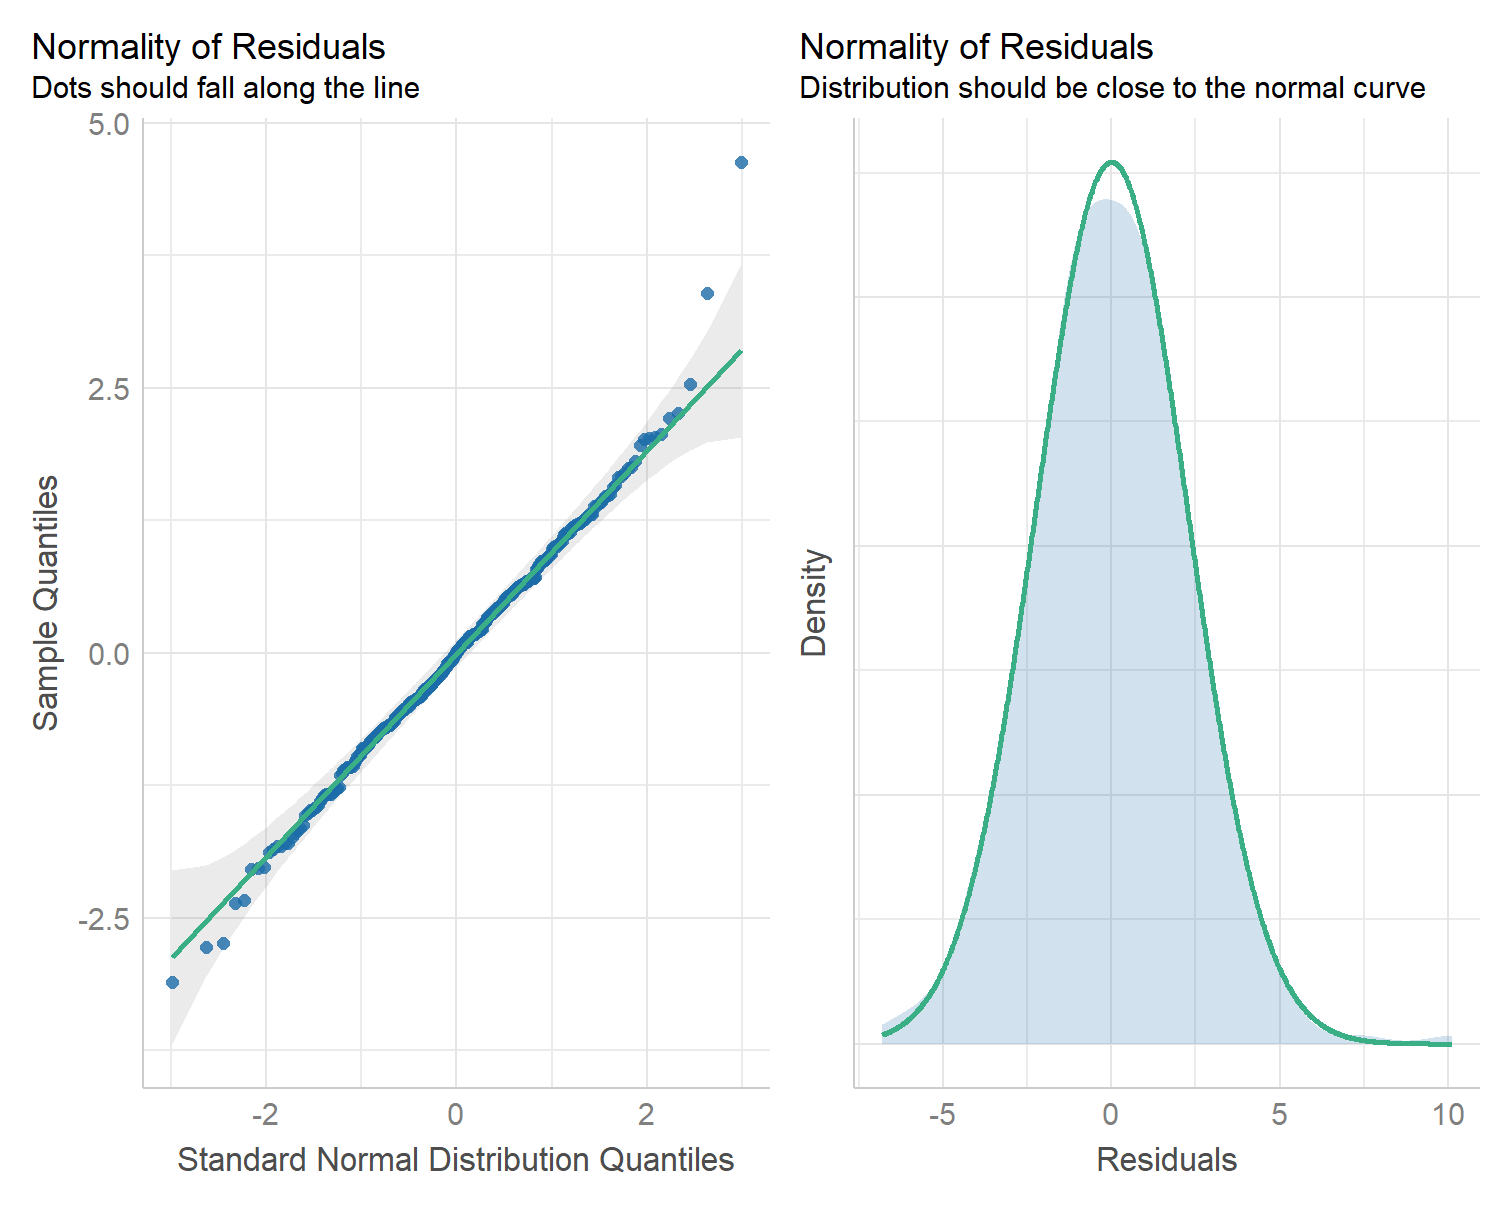 Normality of Residuals
Dots should fall along the line
5.0
2.5
0.0
-2.5
Sample Quantiles
-2
0
2
Standard Normal Distribution Quantiles
Normality of Residuals
Distribution should be close to the normal curve
Density
-5
0
5
10
Residuals